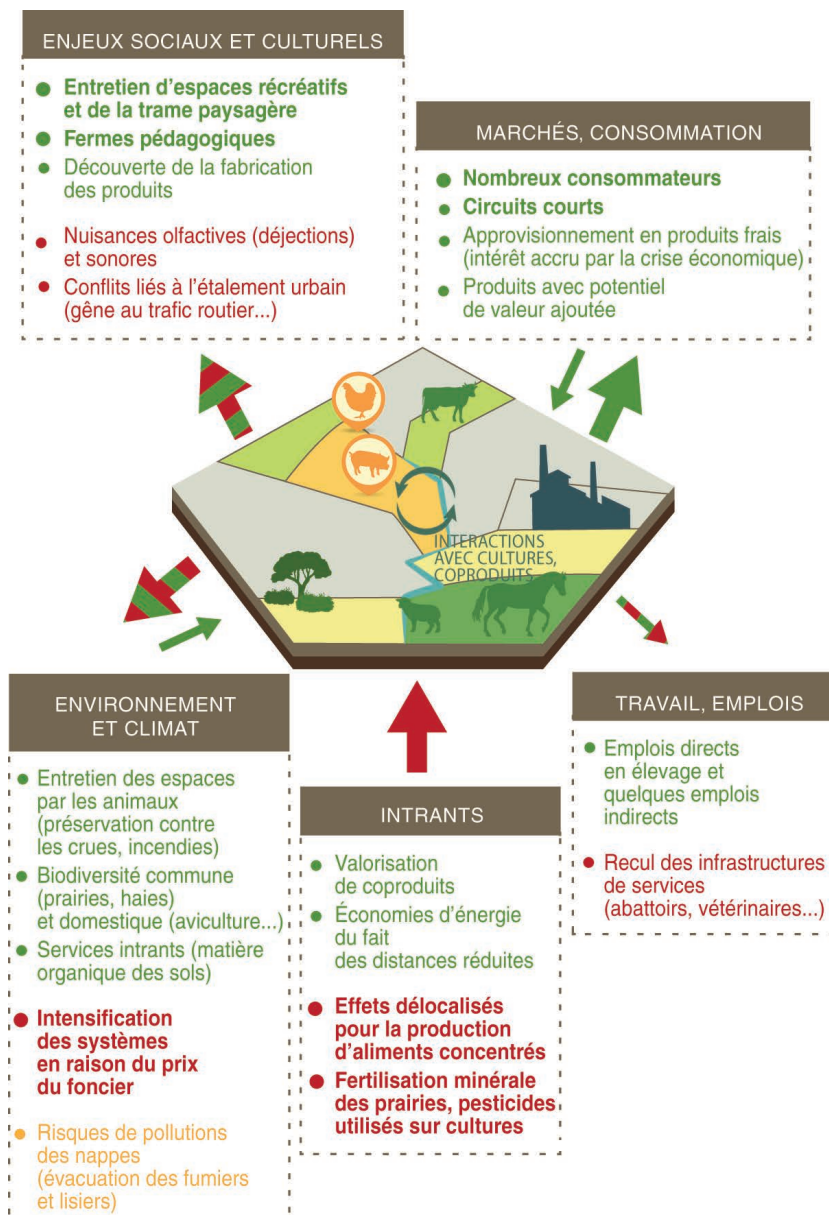 ENJEUX SOCIAUX ET CULTURELS
● Entretien d'espaces récréatifs
et de la trame paysagère
● Fermes pédagogiques
● Découverte de la fabrication
des produits
● Nuisances olfactives (déjections)
et sonores
● Conflits liés à l'étalement urbain
(gêne au trafic routier...)
MARCHÉS, CONSOMMATION
● Nombreux consommateurs
● Circuits courts
● Approvisionnement en produits frais
(intérêt accru par la crise économique)
● Produits avec potentiel
de valeur ajoutée
INTERACTIONS
AVEC CULTURES,
COPRODUITS
ENVIRONNEMENT
ET CLIMAT
● Entretien des espaces
par les animaux
(préservation contre
les crues, incendies)
● Biodiversité commune
(prairies, haies)
et domestique (aviculture...)
● Services intrants (matière
organique des sols)
● Intensification
des systèmes
en raison du prix
du foncier
● Risques de pollutions
des nappes
(évacuation des fumiers
et lisiers)
INTRANTS
● Valorisation
de coproduits
● Économies d'énergie
du fait
des distances réduites
● Effets délocalisés
pour la production
d'aliments concentrés
● Fertilisation minérale
des prairies, pesticides
utilisés sur cultures
TRAVAIL, EMPLOIS
● Emplois directs
en élevage et
quelques emplois
indirects
● Recul des infrastructures
de services
(abattoirs, vétérinaires...)